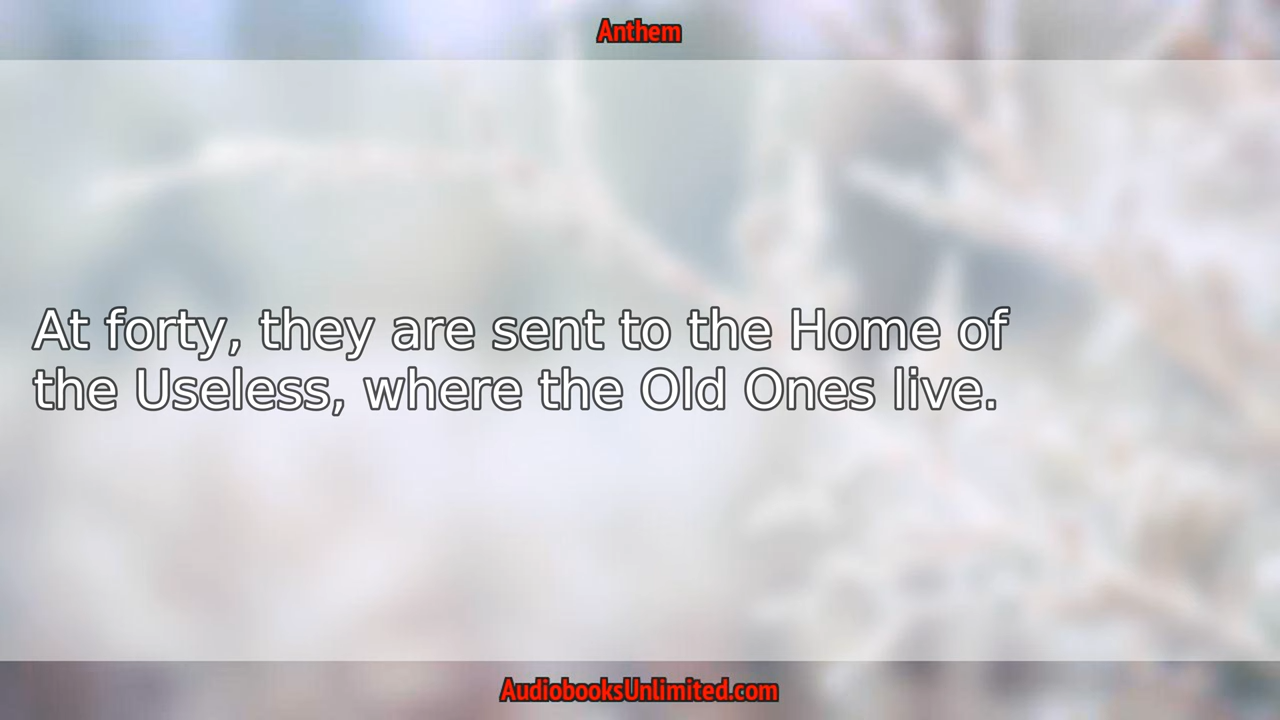 Anthem
At forty, they are sent to the Home of
the Useless, where the Old Ones live.
AudiobooksUnlimited.com